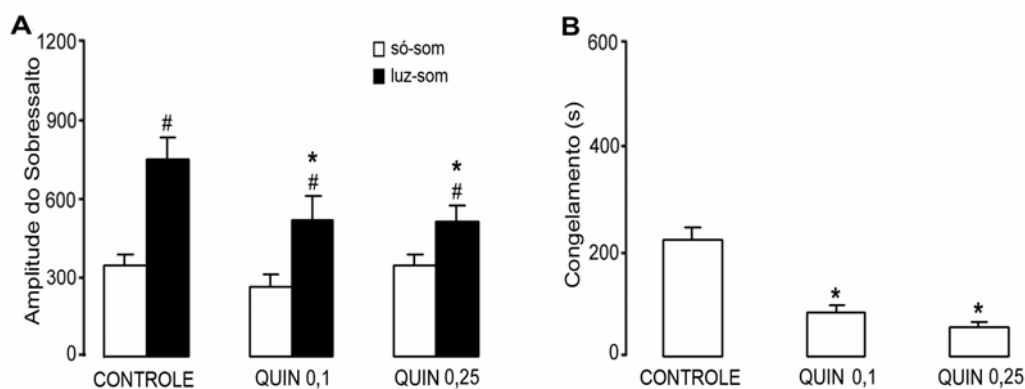 A
Amplitude do Sobressalto
1200
900
600
300
0
só-som
luz-som
#
*
#
*
#
CONTROLE
QUIN 0,1
QUIN 0,25
B
Congelamento (s)
600
400
200
0
*
*
CONTROLE
QUIN 0,1
QUIN 0,25